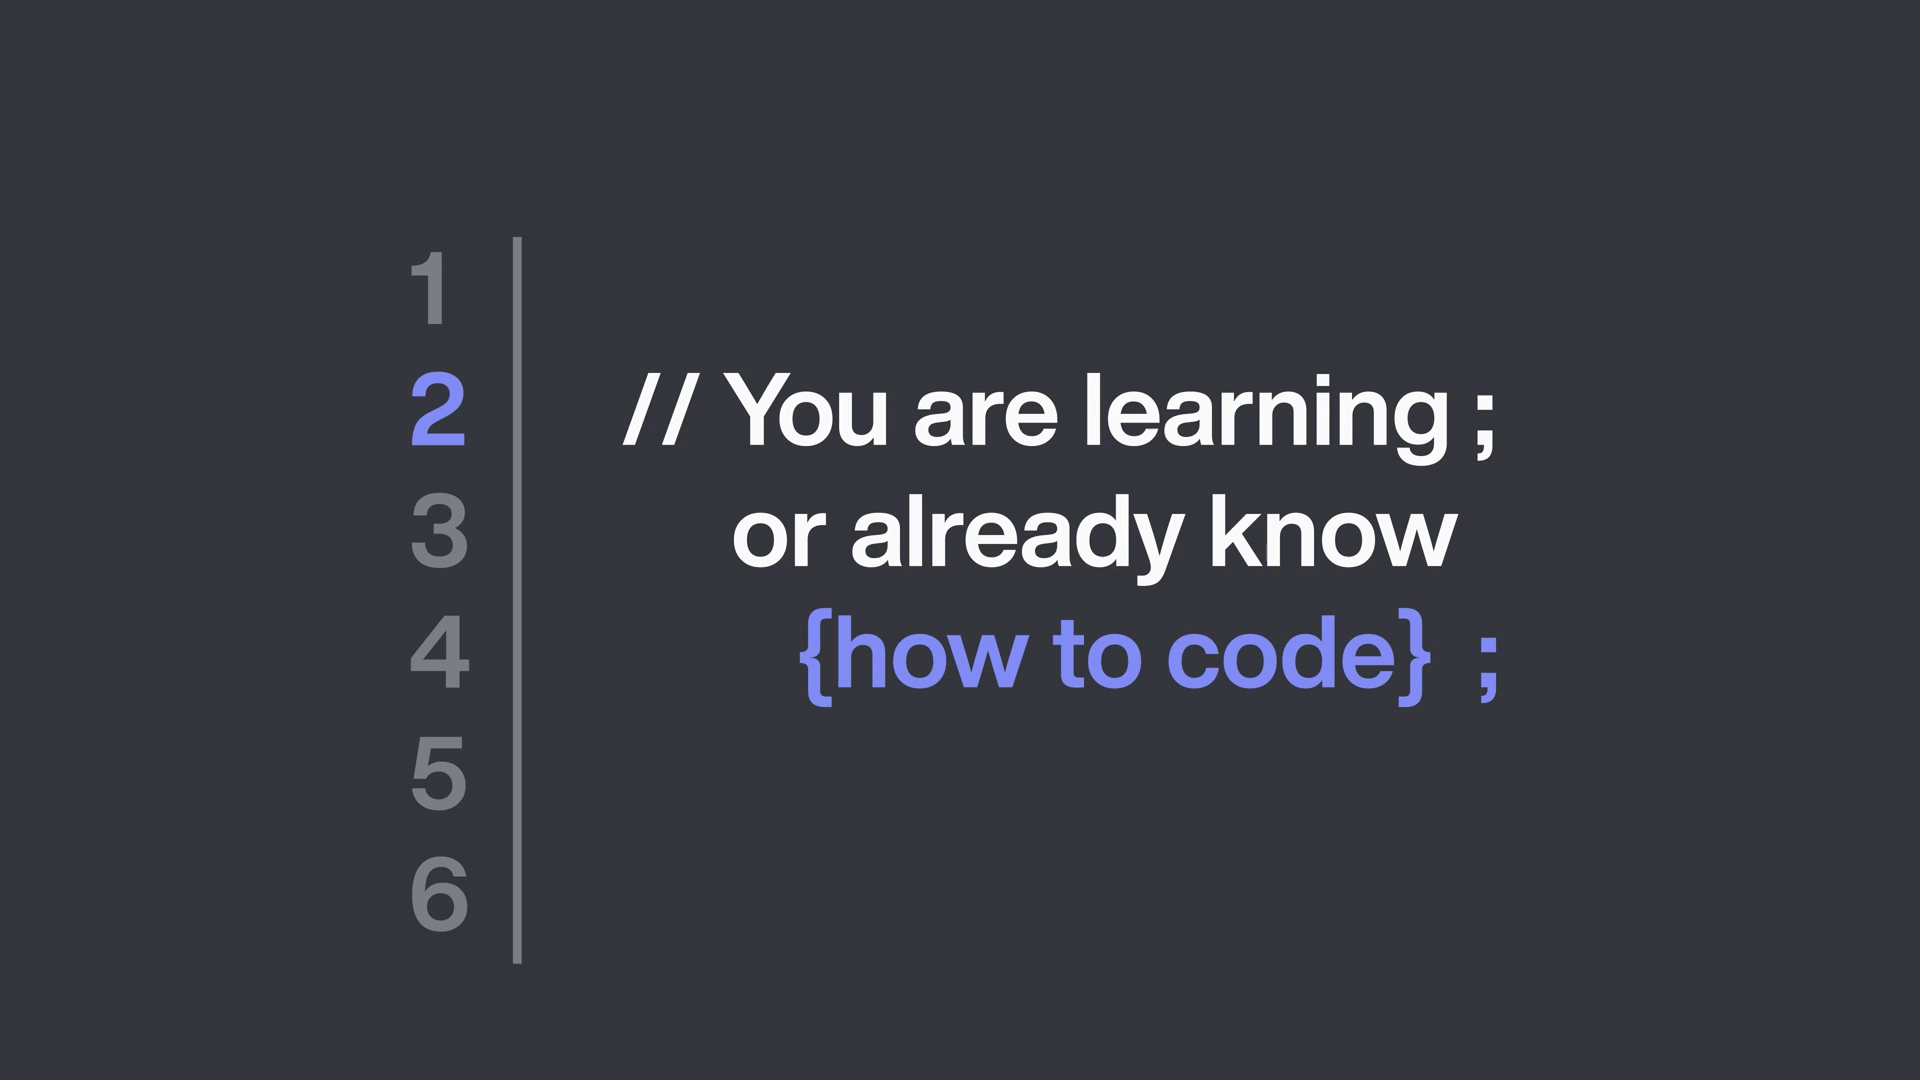 1
2 // You are learning ;
3 or already know
4 {how to code} ;
5
6